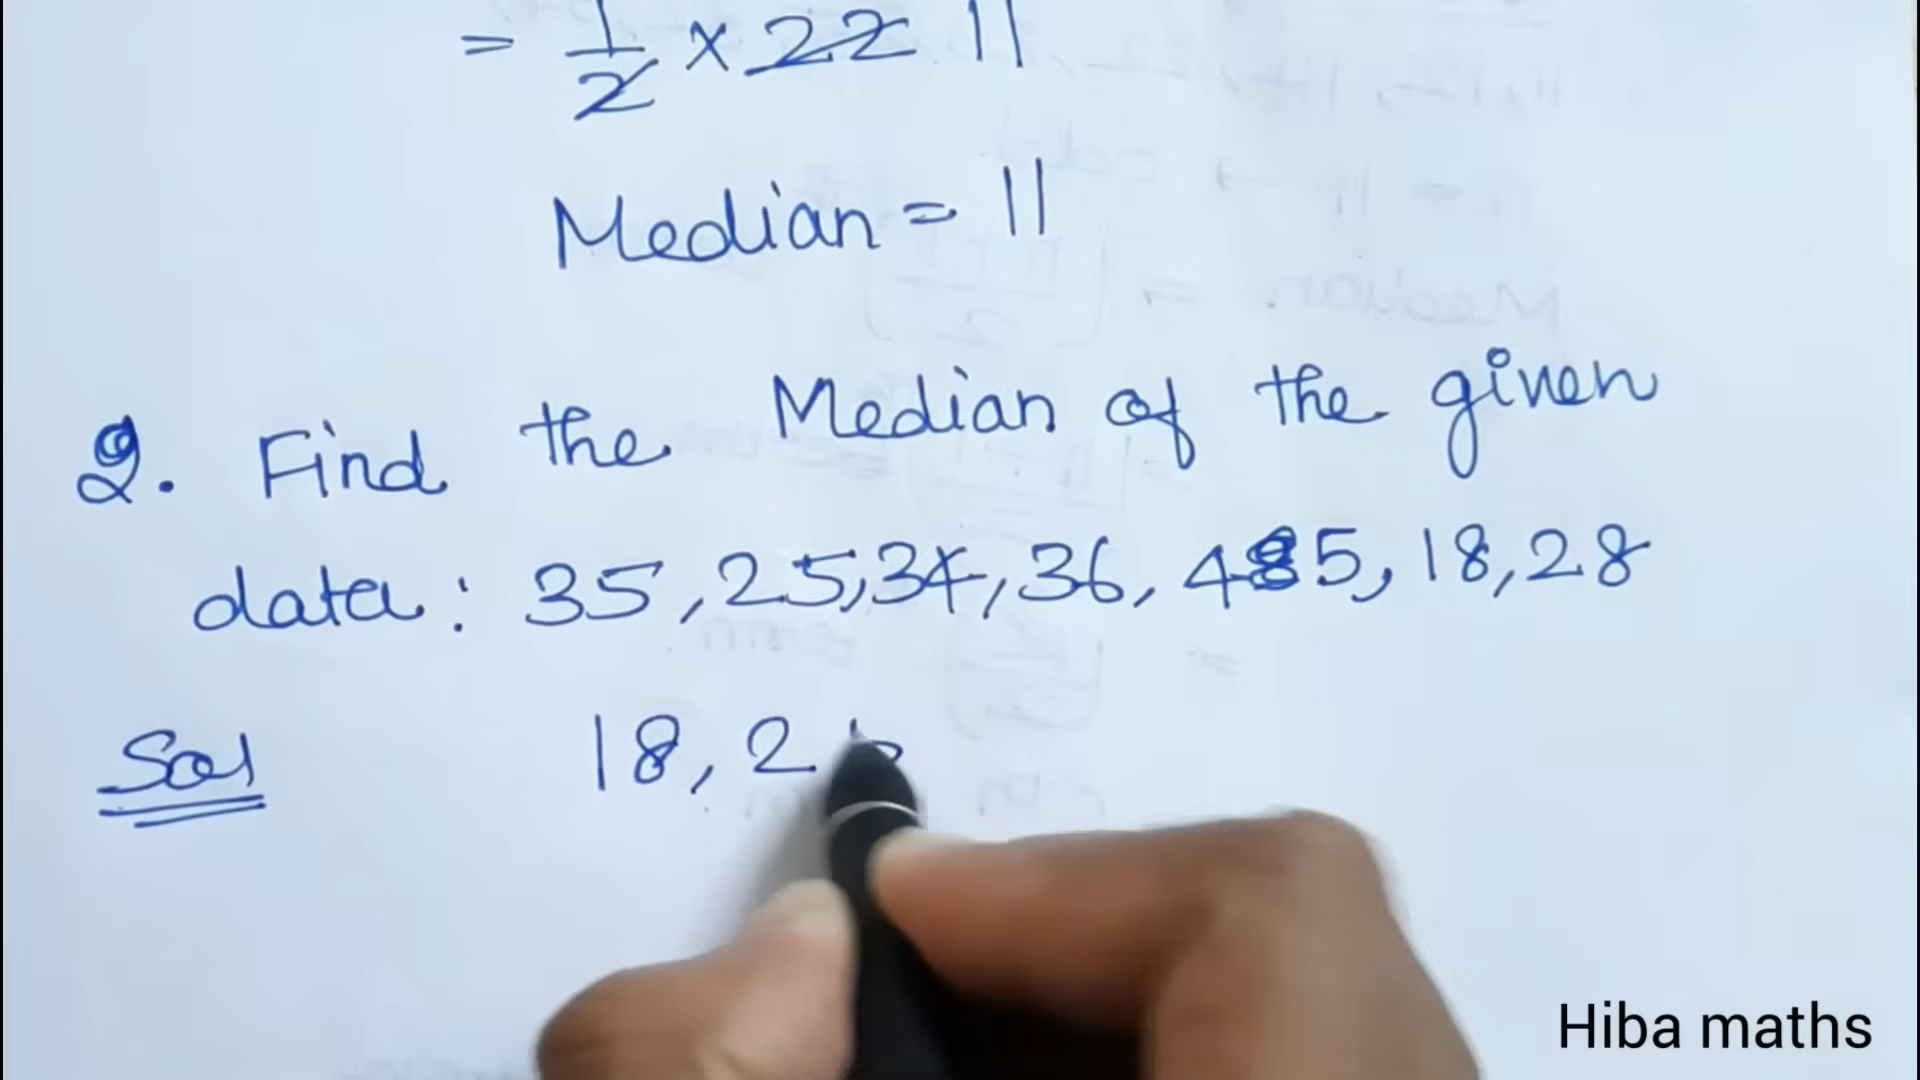 = 1/2 × 22 11
Median = 11
2. Find the Median of the given
data : 35, 25, 34, 36, 45, 18, 28
Sol 18, 2
Hiba maths